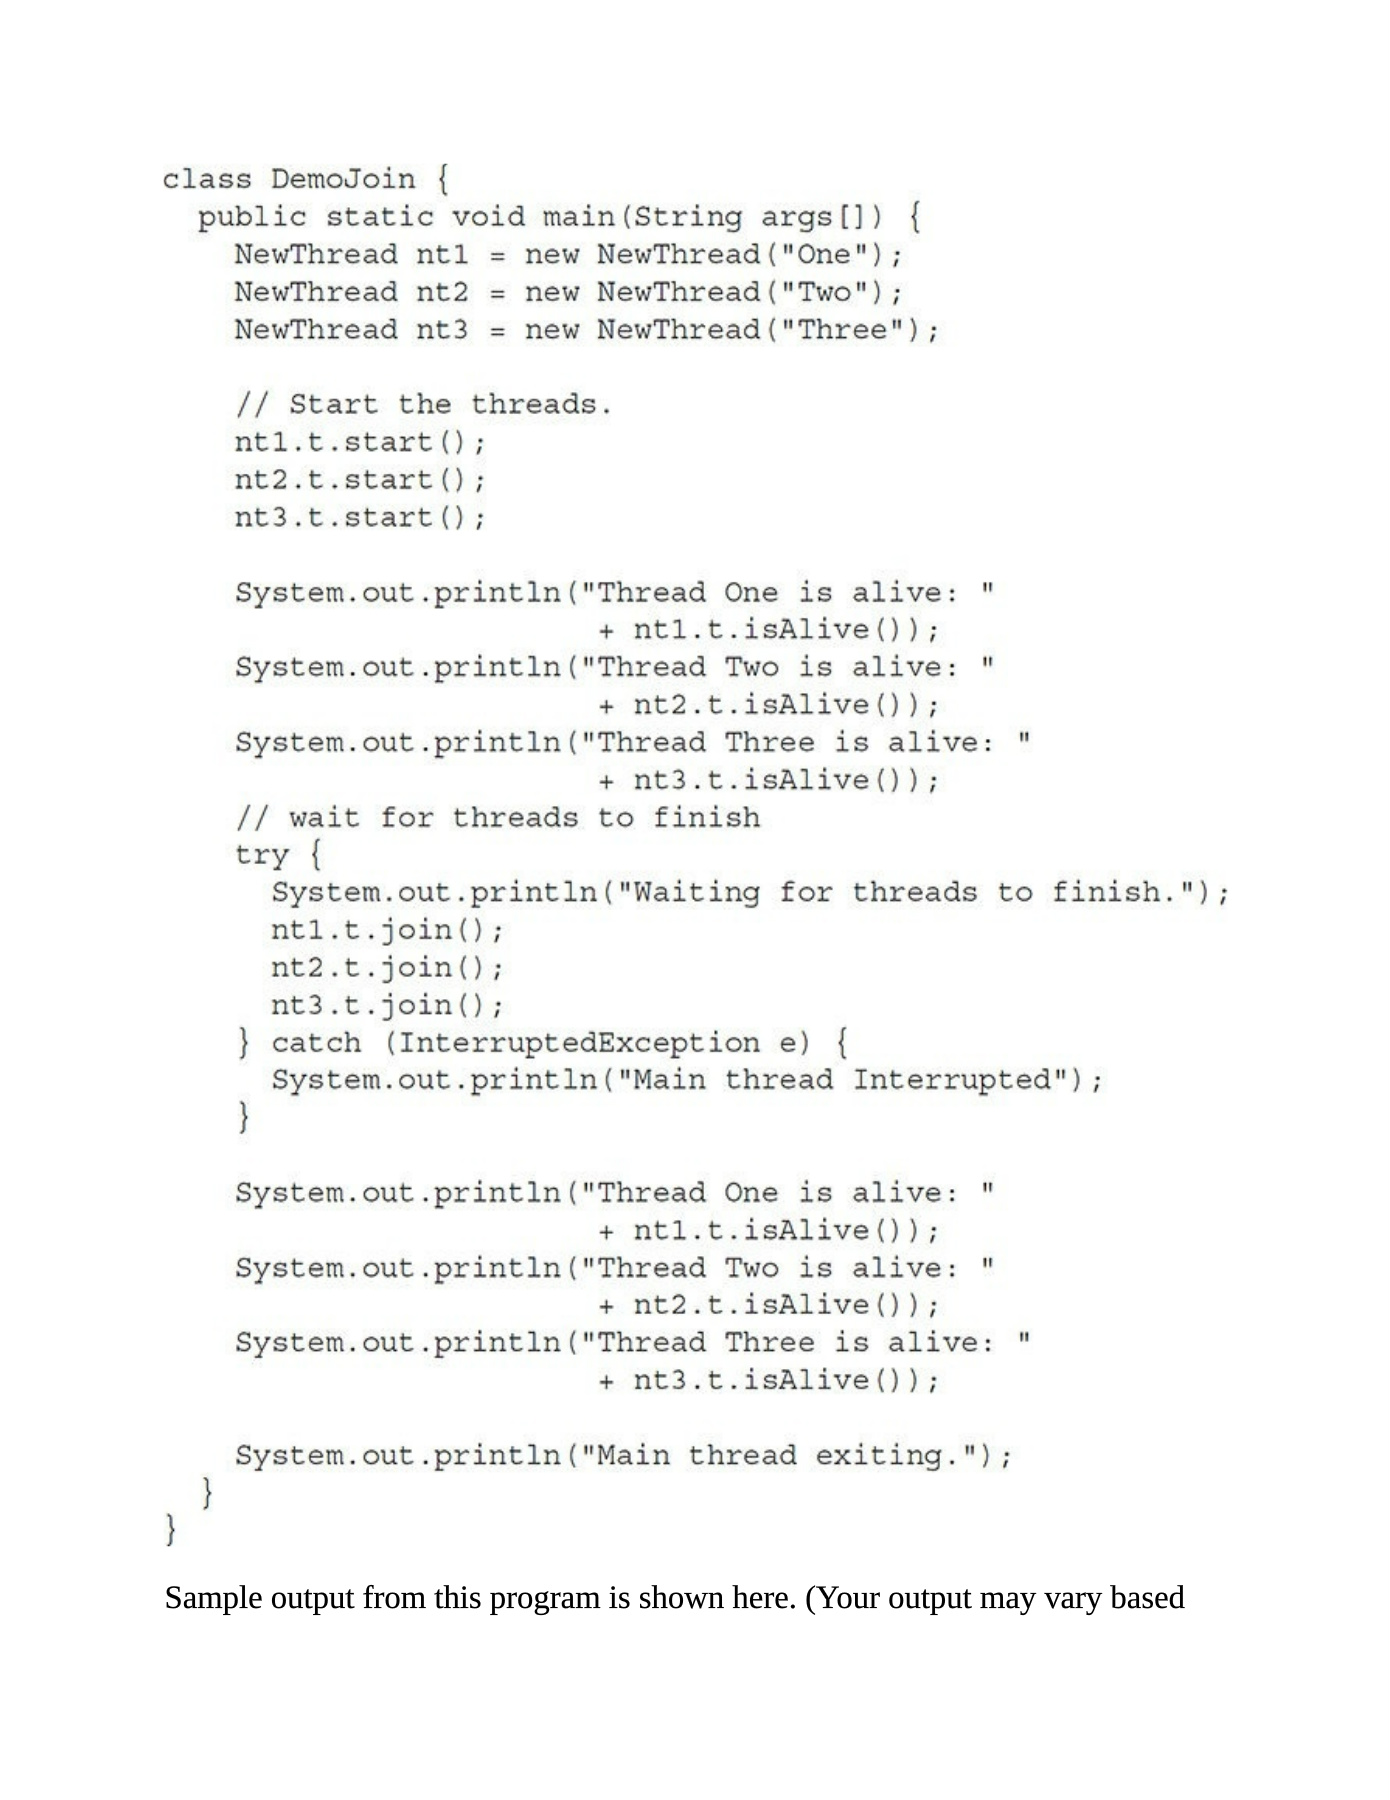 class DemoJoin {
  public static void main(String args[]) {
    NewThread nt1 = new NewThread("One");
    NewThread nt2 = new NewThread("Two");
    NewThread nt3 = new NewThread("Three");

    // Start the threads.
    nt1.t.start();
    nt2.t.start();
    nt3.t.start();

    System.out.println("Thread One is alive: "
                        + nt1.t.isAlive());
    System.out.println("Thread Two is alive: "
                        + nt2.t.isAlive());
    System.out.println("Thread Three is alive: "
                        + nt3.t.isAlive());
    // wait for threads to finish
    try {
      System.out.println("Waiting for threads to finish.");
      nt1.t.join();
      nt2.t.join();
      nt3.t.join();
    } catch (InterruptedException e) {
      System.out.println("Main thread Interrupted");
    }

    System.out.println("Thread One is alive: "
                        + nt1.t.isAlive());
    System.out.println("Thread Two is alive: "
                        + nt2.t.isAlive());
    System.out.println("Thread Three is alive: "
                        + nt3.t.isAlive());

    System.out.println("Main thread exiting.");
  }
}
Sample output from this program is shown here. (Your output may vary based